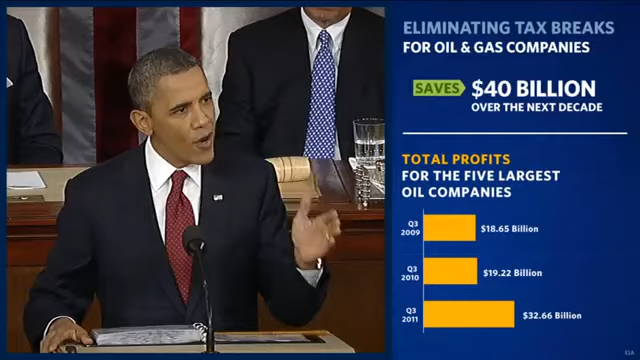 ELIMINATING TAX BREAKS
FOR OIL & GAS COMPANIES
SAVES $40 BILLION
OVER THE NEXT DECADE
TOTAL PROFITS
FOR THE FIVE LARGEST
OIL COMPANIES
Q3
2009
$18.65 Billion
Q3
2010
$19.22 Billion
Q3
2011
$32.66 Billion